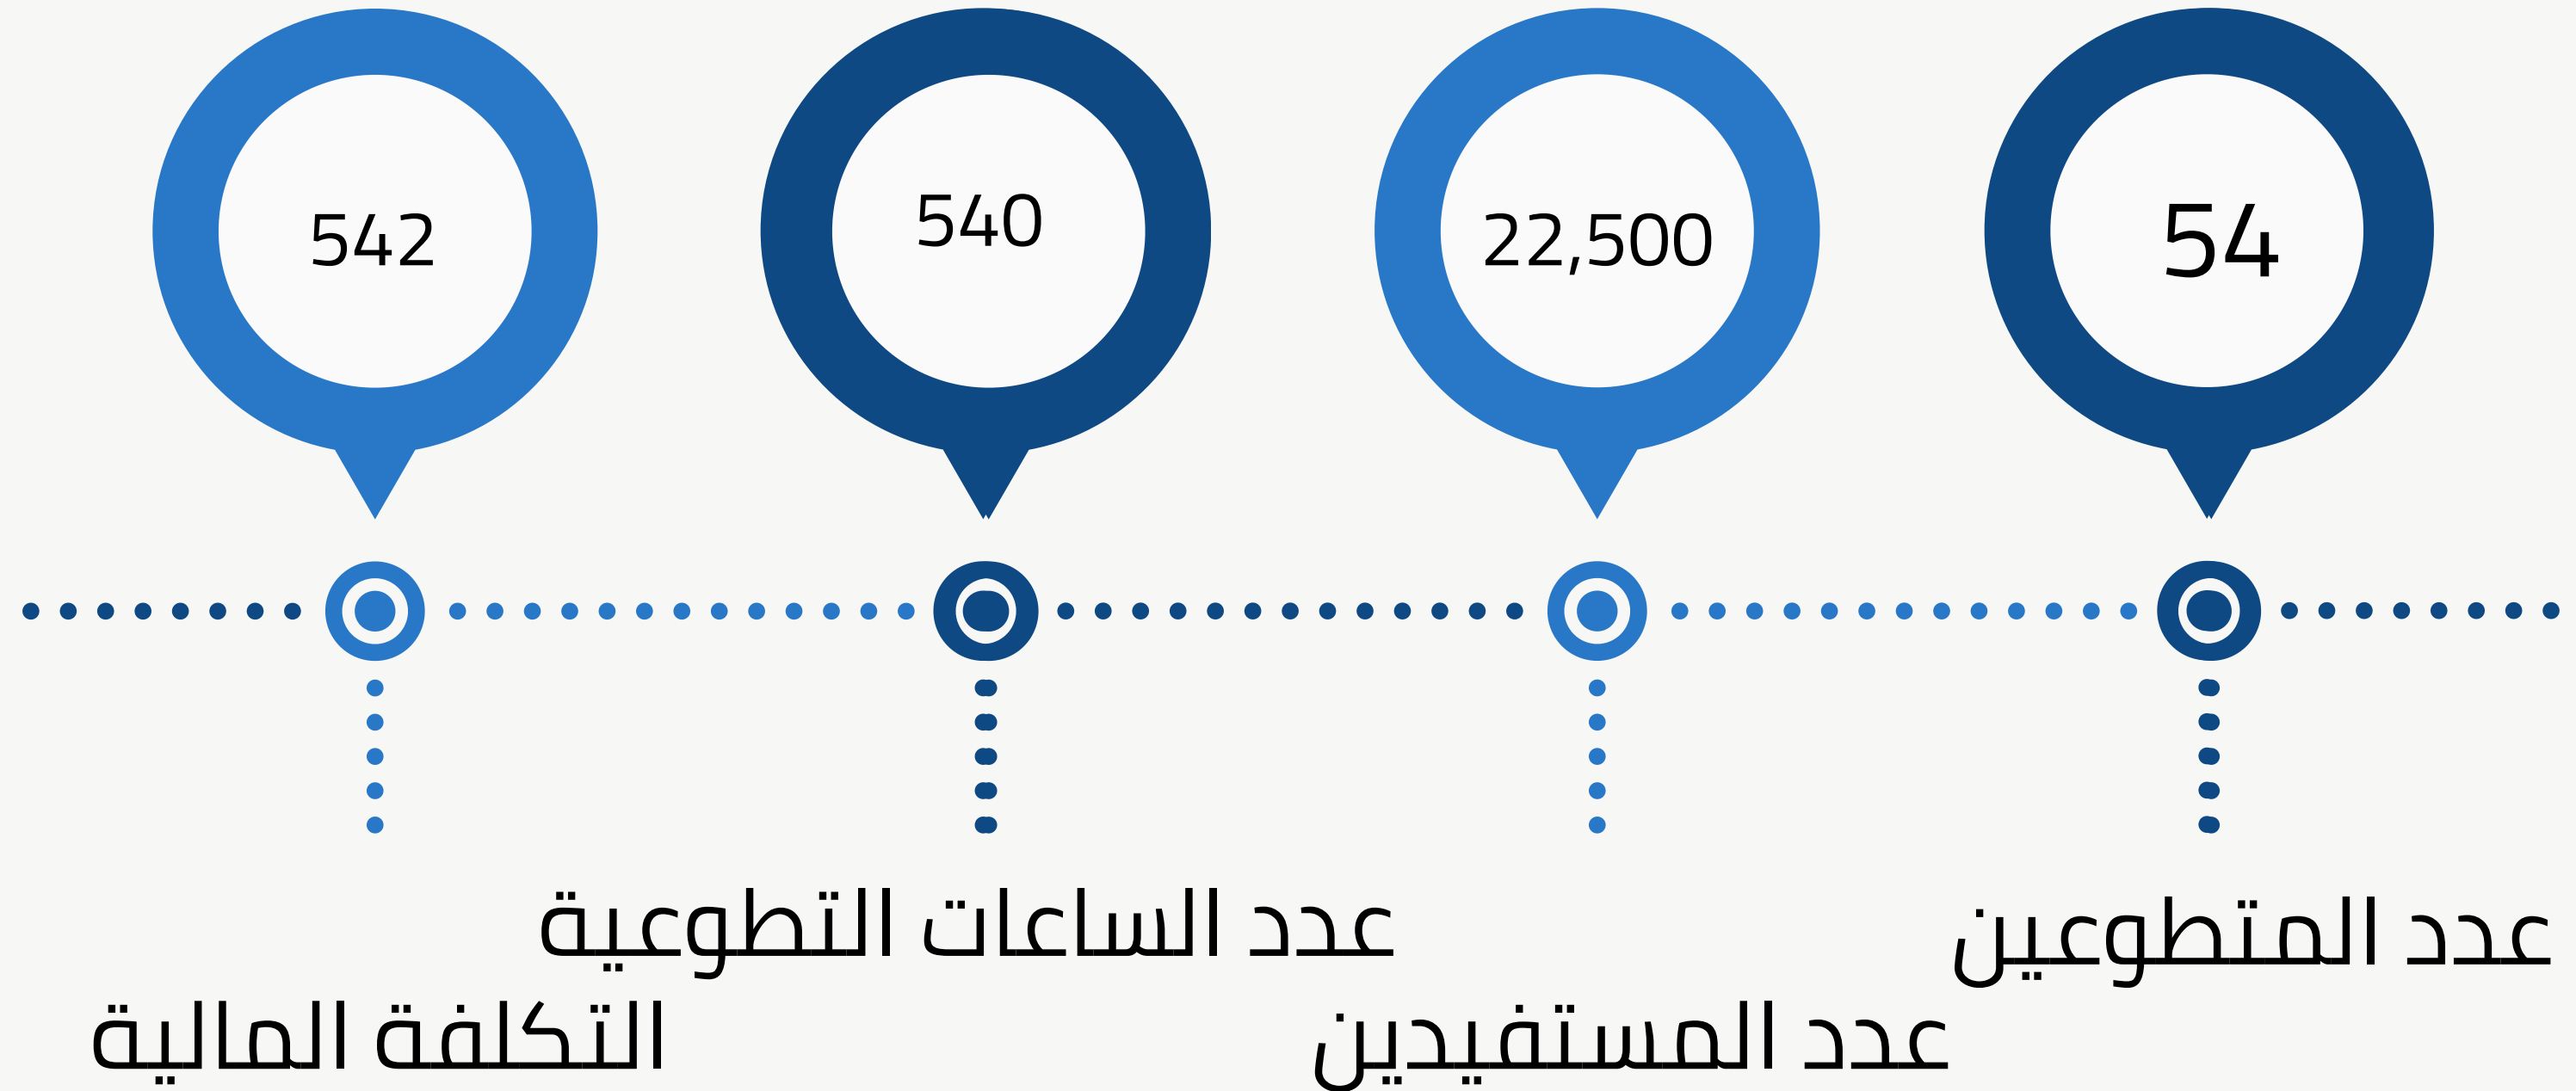 54
22,500
540
542
عدد المتطوعين
عدد الساعات التطوعية
عدد المستفيدين
التكلفة المالية